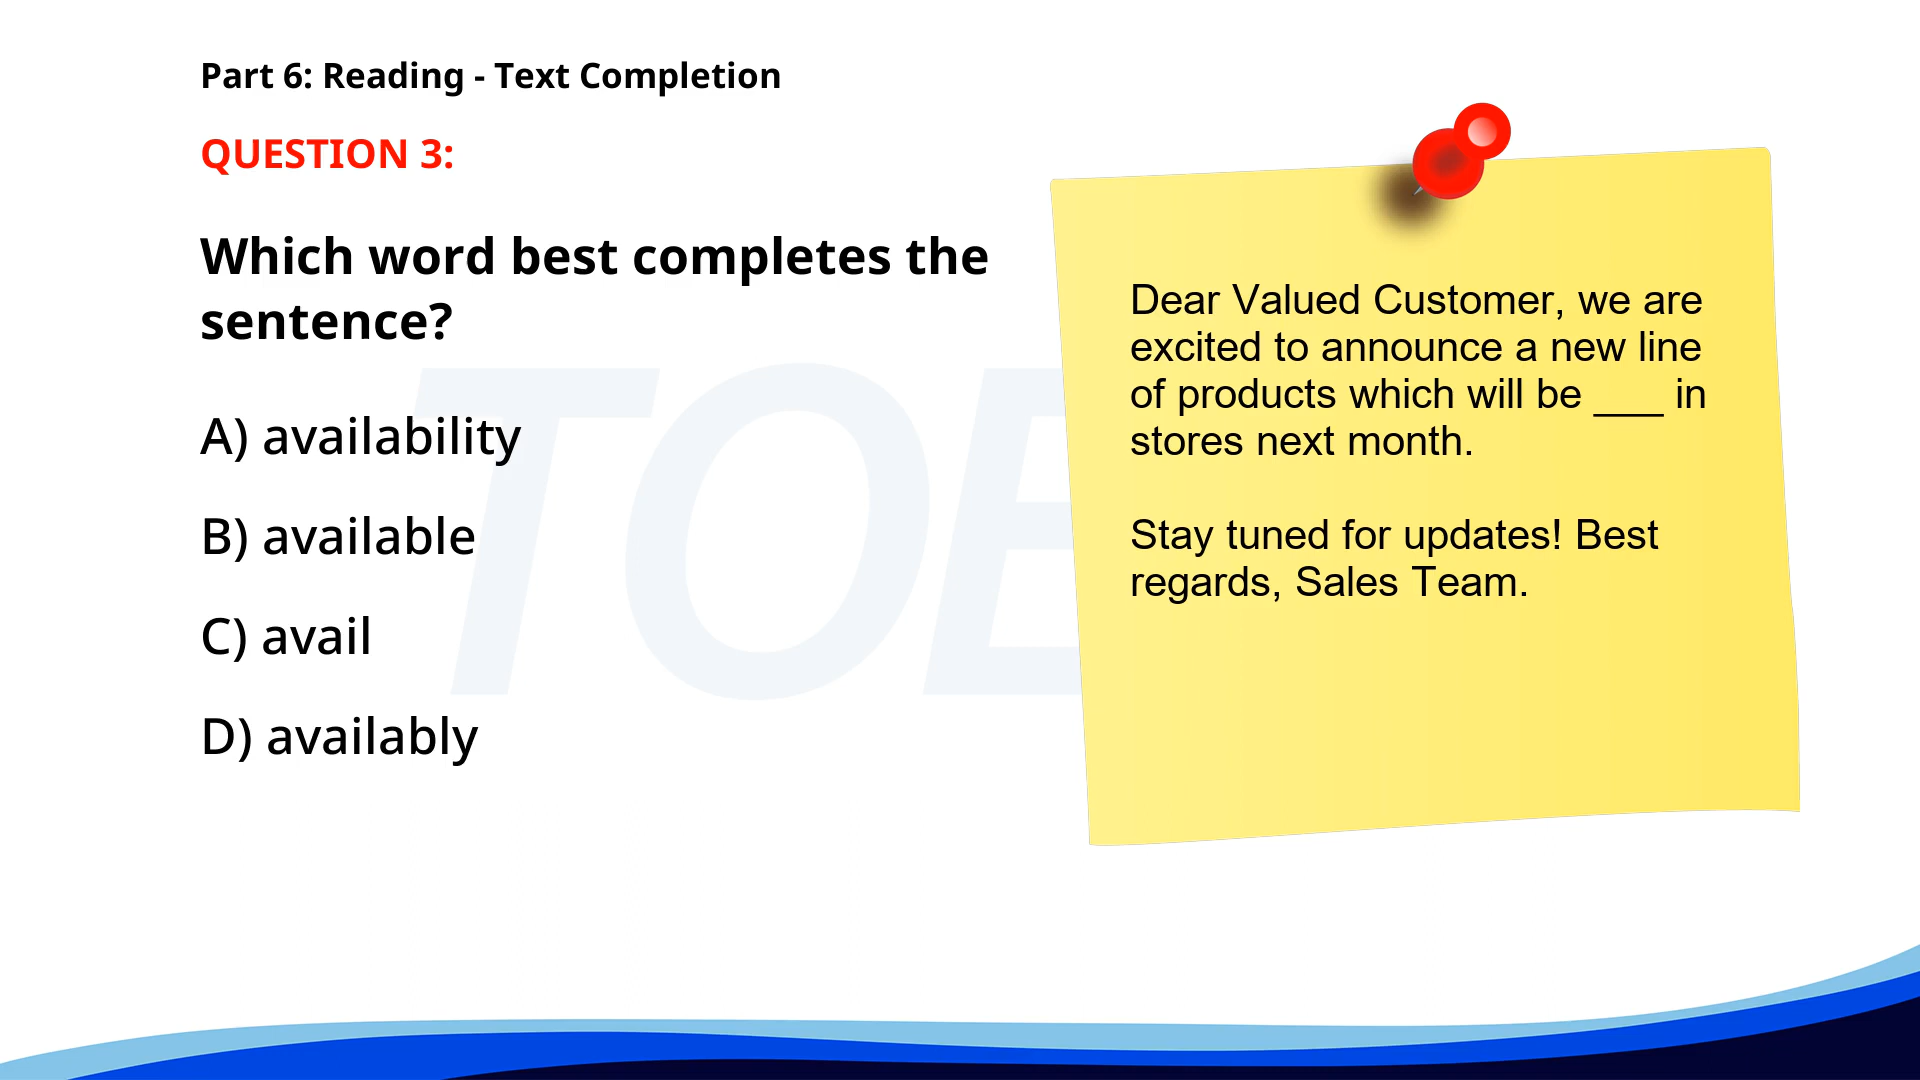 Part 6: Reading - Text Completion
QUESTION 3:
Which word best completes the
sentence?
A) availability
B) available
C) avail
D) availably
Dear Valued Customer, we are
excited to announce a new line
of products which will be ___ in
stores next month.
Stay tuned for updates! Best
regards, Sales Team.
TOE